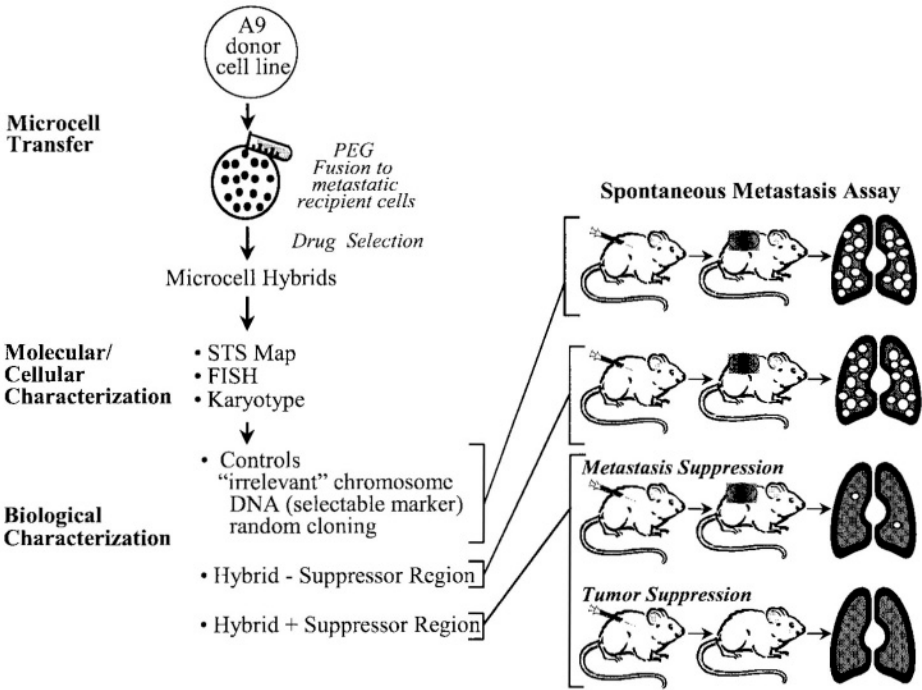 A9
donor
cell line
Microcell
Transfer
PEG
Fusion to
metastatic
recipient cells
Drug Selection
Microcell Hybrids
Molecular/
Cellular
Characterization
• STS Map
• FISH
• Karyotype
Biological
Characterization
• Controls
"irrelevant" chromosome
DNA (selectable marker)
random cloning
• Hybrid - Suppressor Region
• Hybrid + Suppressor Region
Spontaneous Metastasis Assay
Metastasis Suppression
Tumor Suppression